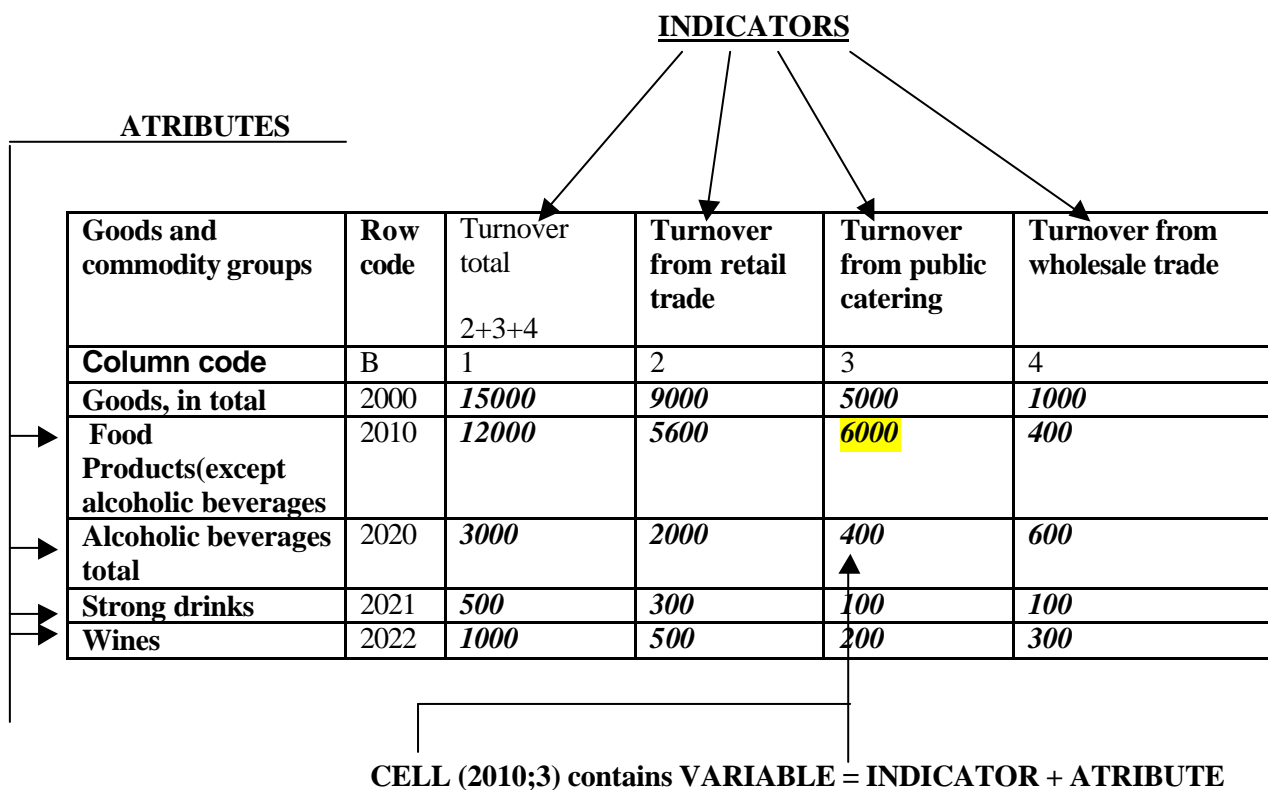 INDICATORS
ATRIBUTES
Goods and
commodity groups
Row
code
Turnover
total
2+3+4
Turnover
from retail
trade
Turnover
from public
catering
Turnover from
wholesale trade
Column code B 1 2 3 4
Goods, in total 2000 15000 9000 5000 1000
Food 2010 12000 5600 6000 400
Products(except
alcoholic beverages
Alcoholic beverages 2020 3000 2000 400 600
total
Strong drinks 2021 500 300 100 100
Wines 2022 1000 500 200 300
CELL (2010;3) contains VARIABLE = INDICATOR + ATRIBUTE